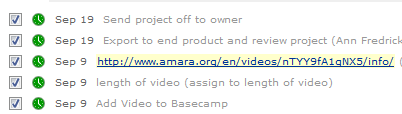 Sep 19 Send project off to owner
Sep 19 Export to end product and review project (Ann Fredrick
Sep 9 http://www.amara.org/en/videos/nTYY9fA1gNX5/info/ (
Sep 9 length of video (assign to length of video)
Sep 9 Add Video to Basecamp